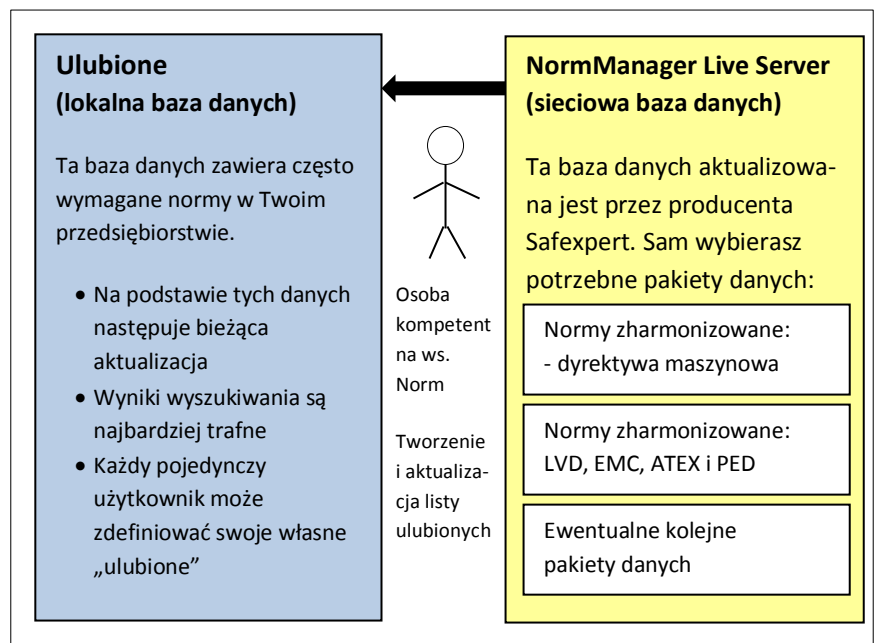 Ulubione
(lokalna baza danych)
Ta baza danych zawiera często
wymagane normy w Twoim
przedsiębiorstwie.
• Na podstawie tych danych
następuje bieżąca
aktualizacja
• Wyniki wyszukiwania są
najbardziej trafne
• Każdy pojedynczy
użytkownik może
zdefiniować swoje własne
„ulubione”
Osoba
kompetent
na ws.
Norm
Tworzenie
i aktualiza-
cja listy
ulubionych
NormManager Live Server
(sieciowa baza danych)
Ta baza danych aktualizowa-
na jest przez producenta
Safexpert. Sam wybierasz
potrzebne pakiety danych:
Normy zharmonizowane:
- dyrektywa maszynowa
Normy zharmonizowane:
LVD, EMC, ATEX i PED
Ewentualne kolejne
pakiety danych